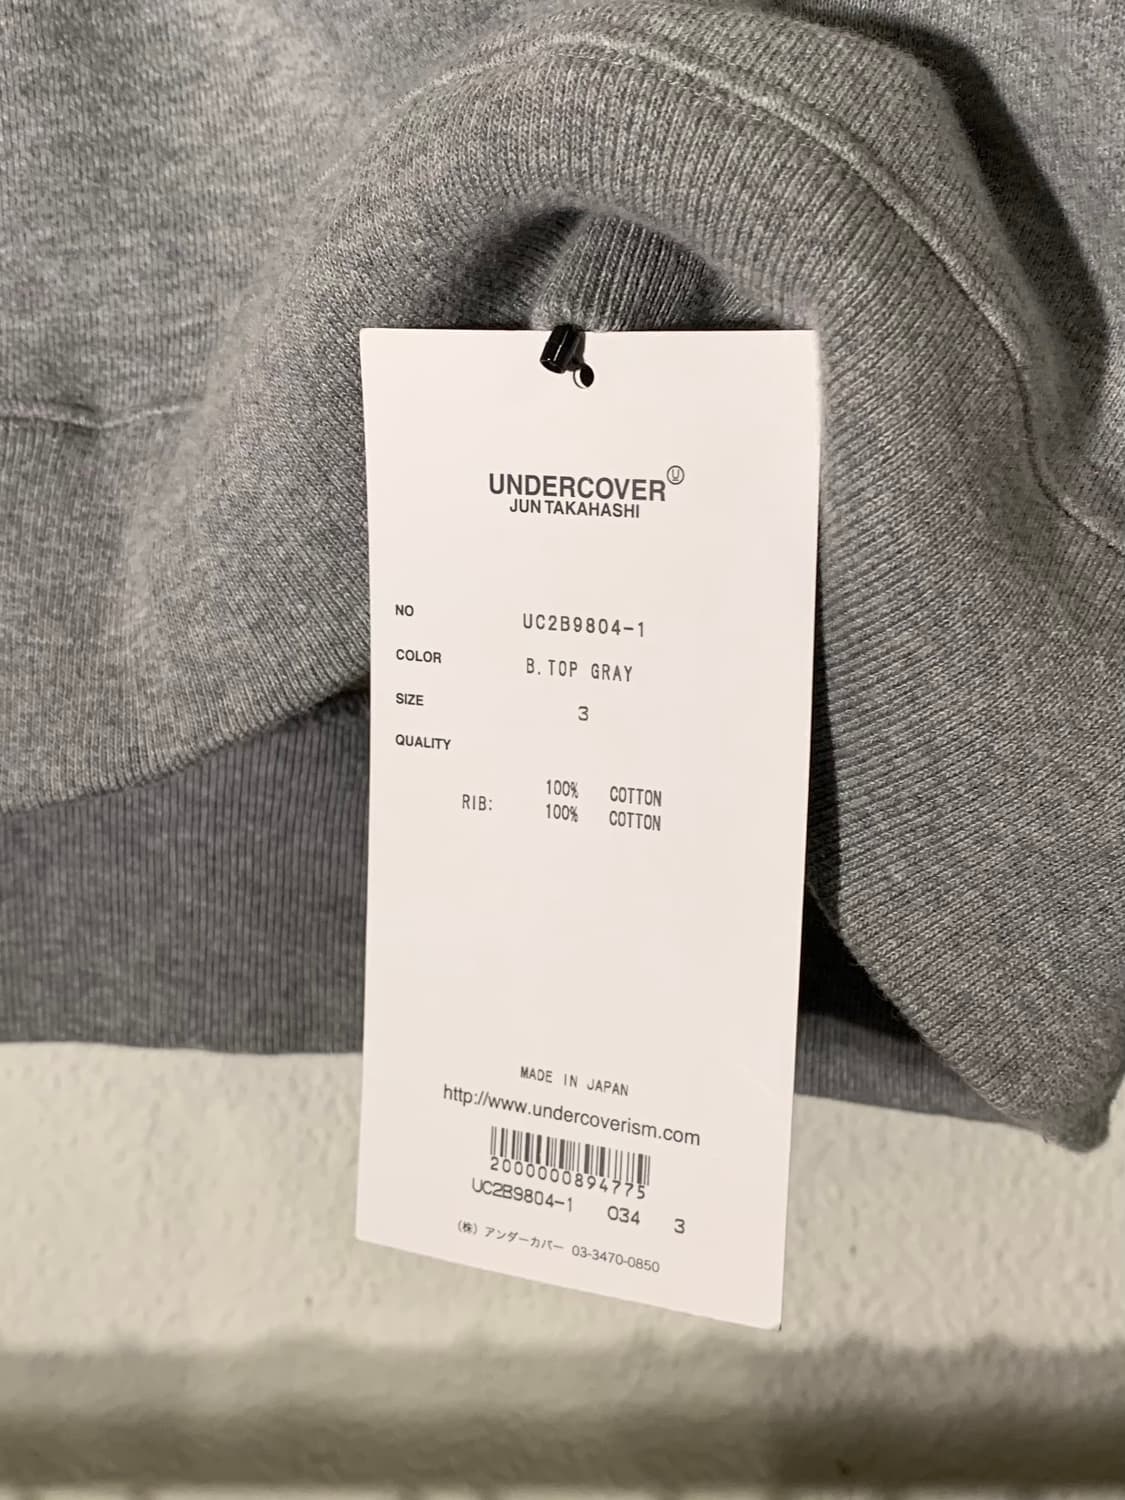 UNDERCOVER Ⓤ
JUN TAKAHASHI
NO UC2B9804-1
COLOR B.TOP GRAY
SIZE 3
QUALITY
100% COTTON
RIB: 100% COTTON
MADE IN JAPAN
http://www.undercoverism.com
2000000894775
UC2B9804-1 034 3
(株) アンダーカバー 03-3470-0850